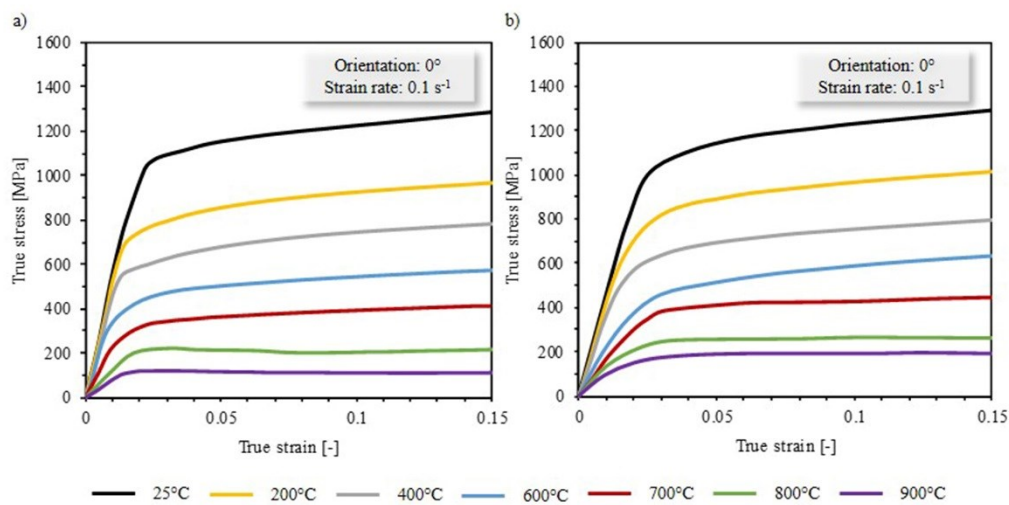 a)
1600
1400
1200
1000
800
600
400
200
0
True stress [MPa]
Orientation: 0°
Strain rate: 0.1 s⁻¹
0 0.05 0.1 0.15
True strain [-]
b)
1600
1400
1200
1000
800
600
400
200
0
True stress [MPa]
Orientation: 0°
Strain rate: 0.1 s⁻¹
0 0.05 0.1 0.15
True strain [-]
25°C 200°C 400°C 600°C 700°C 800°C 900°C